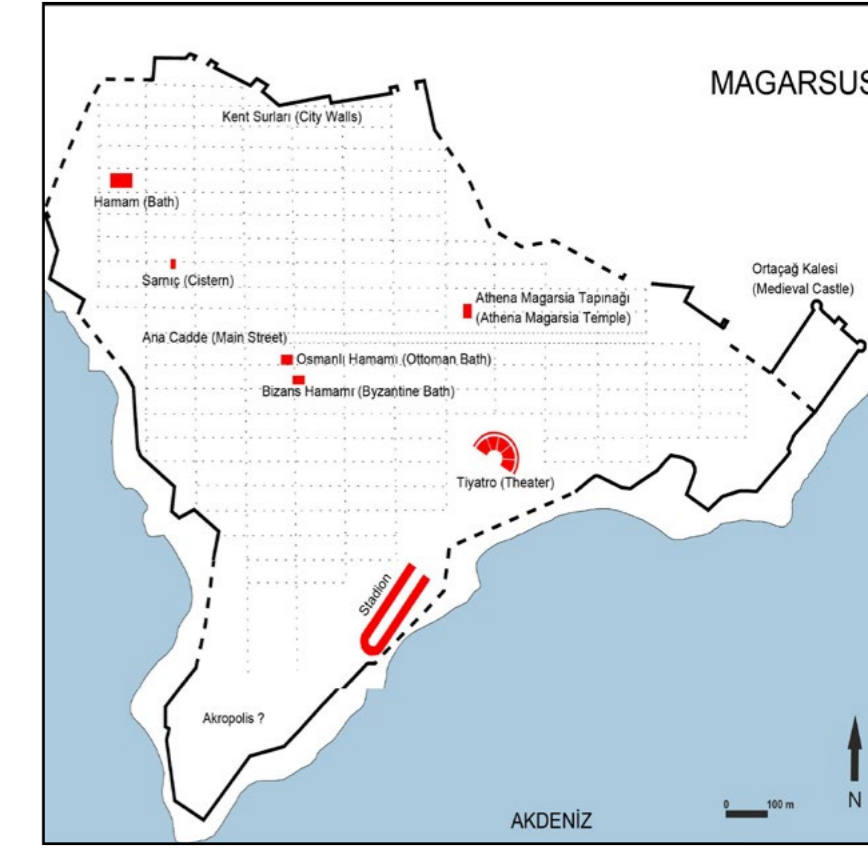 MAGARSUS
Kent Surları (City Walls)
Hamam (Bath)
Sarnıç (Cistern)
Ortaçağ Kalesi
(Medieval Castle)
Athena Magarsia Tapınağı
(Athena Magarsia Temple)
Ana Cadde (Main Street)
Osmanlı Hamamı (Ottoman Bath)
Bizans Hamamı (Byzantine Bath)
Tiyatro (Theater)
Stadion
Akropolis ?
0 100 m
N
AKDENİZ